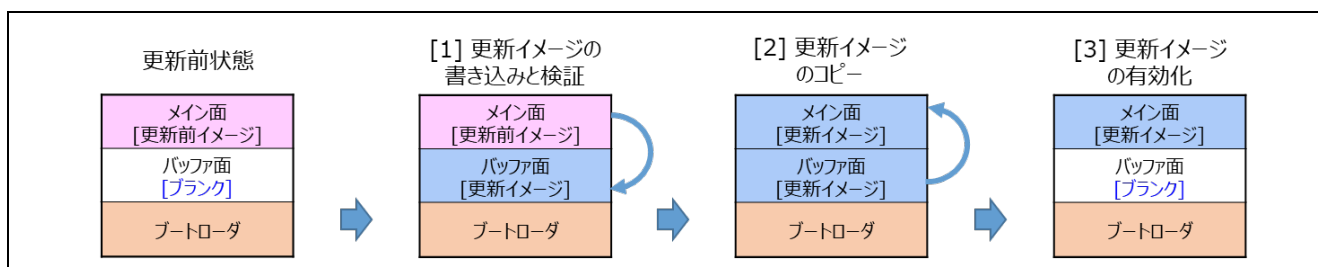 更新前状態
メイン面
[更新前イメージ]
バッファ面
[ブランク]
ブートローダ
[1] 更新イメージの
書き込みと検証
メイン面
[更新前イメージ]
バッファ面
[更新イメージ]
ブートローダ
[2] 更新イメージ
のコピー
メイン面
[更新イメージ]
バッファ面
[更新イメージ]
ブートローダ
[3] 更新イメージ
の有効化
メイン面
[更新イメージ]
バッファ面
[ブランク]
ブートローダ